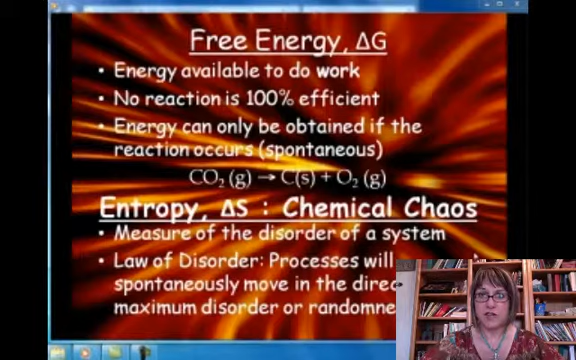 Free Energy, ΔG
• Energy available to do work
• No reaction is 100% efficient
• Energy can only be obtained if the
reaction occurs (spontaneous)
CO₂ (g) → C(s) + O₂ (g)
Entropy, ΔS : Chemical Chaos
• Measure of the disorder of a system
• Law of Disorder: Processes will
spontaneously move in the direc
maximum disorder or randomne